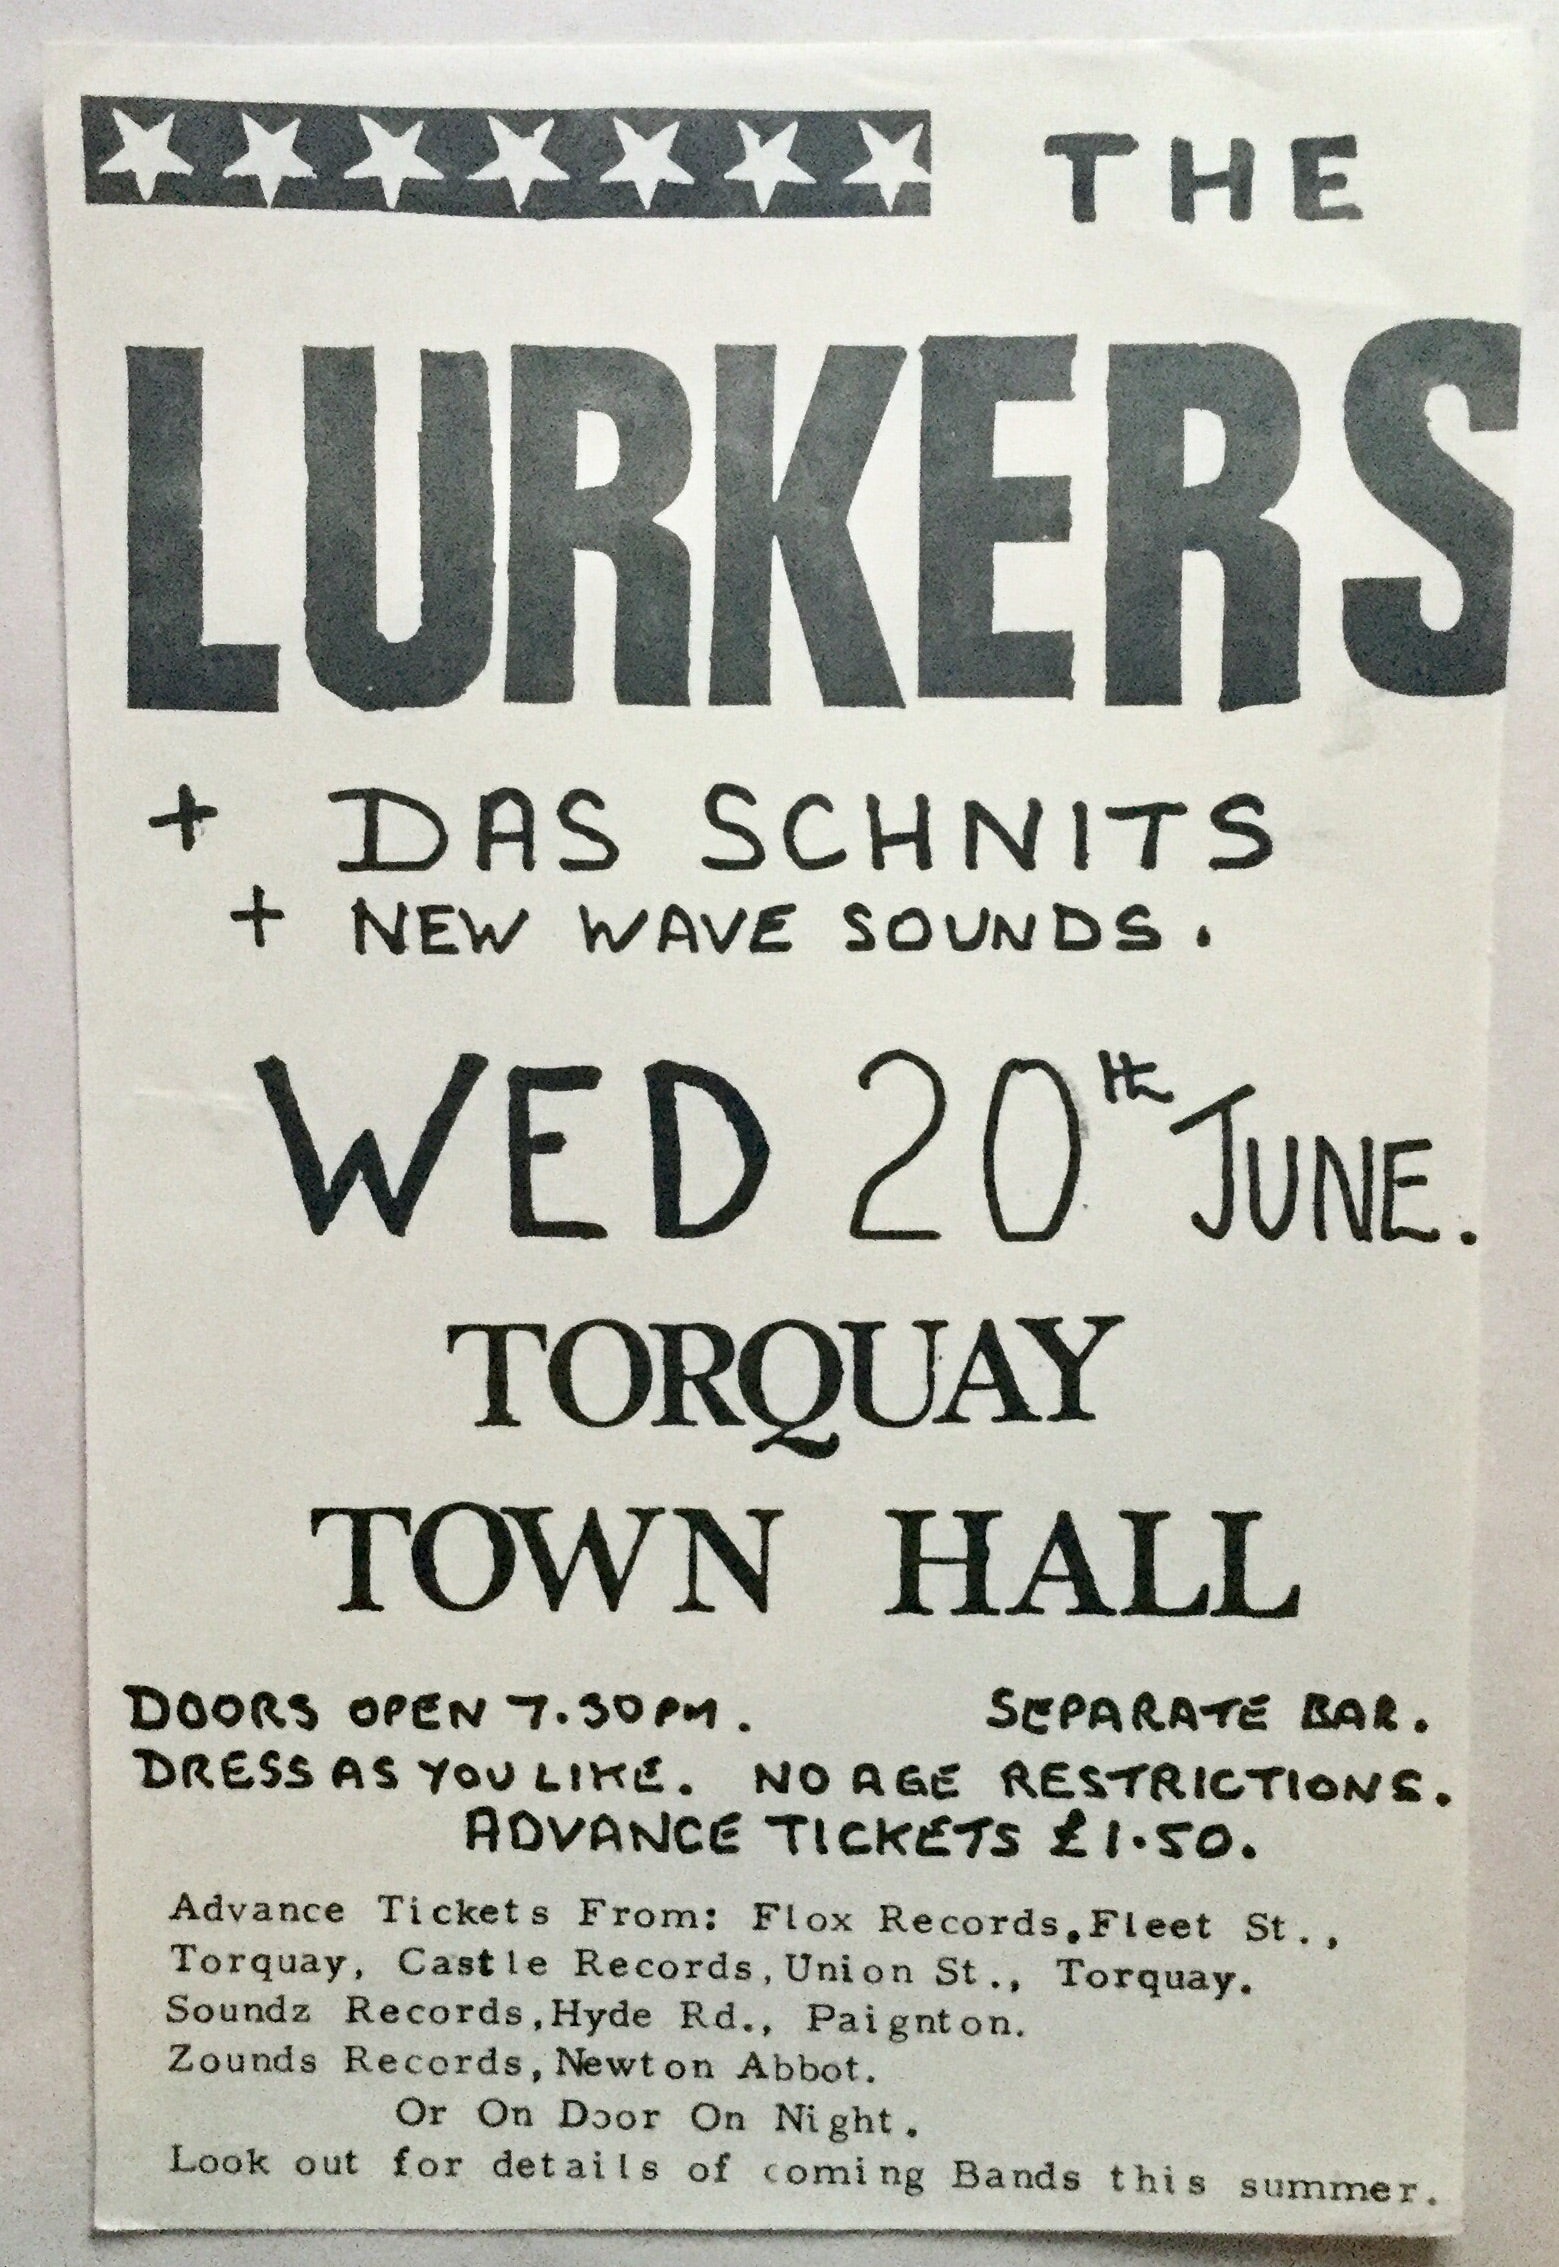 THE
LURKERS
+ DAS SCHNITS
+ NEW WAVE SOUNDS.
WED 20th JUNE.
TORQUAY
TOWN HALL
DOORS OPEN 7.30PM. SEPARATE BAR.
DRESS AS YOU LIKE. NO AGE RESTRICTIONS.
ADVANCE TICKETS £1.50.
Advance Tickets From: Flox Records,Fleet St.,
Torquay, Castle Records,Union St., Torquay.
Soundz Records,Hyde Rd., Paignton.
Zounds Records,Newton Abbot.
Or On Door On Night.
Look out for details of coming Bands this summer.